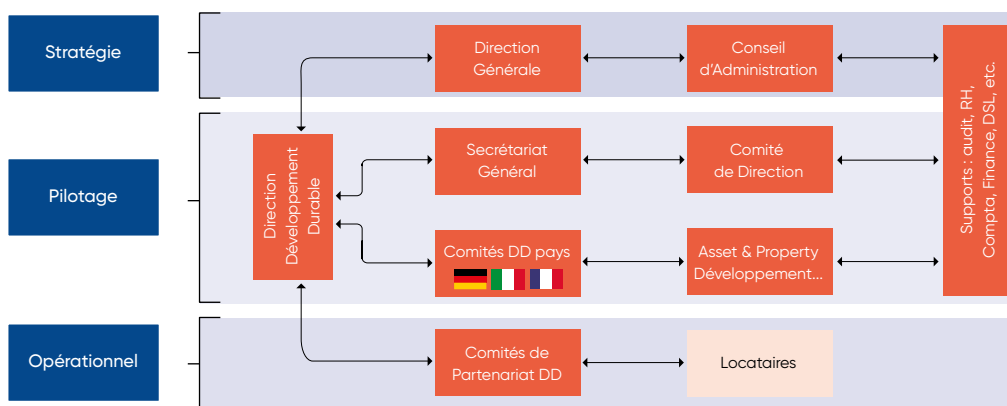 Stratégie
Direction
Générale
Conseil
d'Administration
Supports : audit, RH,
Compta, Finance, DSL, etc.
Pilotage
Direction
Développement
Durable
Secrétariat
Général
Comité
de Direction
Comités DD pays
Asset & Property
Développement...
Opérationnel
Comités de
Partenariat DD
Locataires